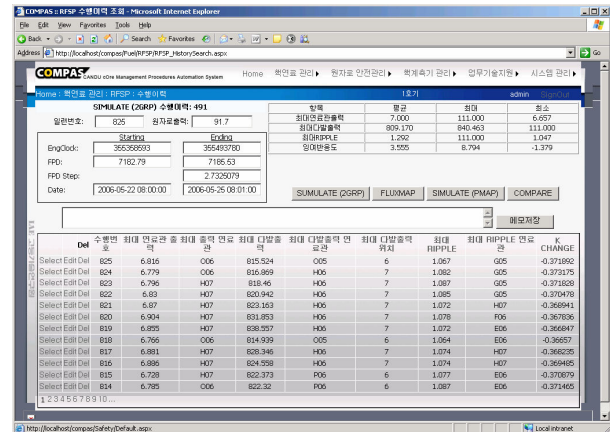 COMPAS :: RFSP 수행이력 조회 - Microsoft Internet Explorer
File Edit View Favorites Tools Help
Back Search Favorites
Address http://localhost/compas/Fuel/RFSP/RFSP_HistorySearch.aspx Go
COMPAS CANDU cOre Management Procedures Automation System Home 핵연료 관리 원자로 안전관리 핵계측기 관리 업무기술지원 시스템 관리
Home : 핵연료 관리 : RFSP : 수행이력 1호기 admin SignOut
SIMULATE (2GRP) 수행이력: 491
일련번호: 825 원자로출력: 91.7
Starting Ending
EngClock: 355358593 355493780
FPD: 7182.79 7185.53
FPD Step: 2.7325079
Date: 2006-05-22 08:00:00 2006-05-25 08:01:00
항목 평균 최대 최소
최대연료관출력 7.000 111.000 6.657
최대다발출력 809.170 840.463 111.000
최대RIPPLE 1.292 111.000 1.047
잉여반응도 3.555 8.794 -1.379
SUMULATE (2GRP) FLUXMAP SIMULATE (PMAP) COMPARE
메모저장
Del 수행번호 최대 연료관 출력 최대 출력 연료관 최대 다발출력 최대 다발출력 연료관 최대 다발출력 위치 최대 RIPPLE 최대 RIPPLE 연료관 K CHANGE
Select Edit Del 825 6.816 O06 815.524 O05 6 1.067 G05 -0.371892
Select Edit Del 824 6.779 O06 816.869 H06 7 1.082 G05 -0.373175
Select Edit Del 823 6.796 H07 818.46 H06 7 1.087 G05 -0.371828
Select Edit Del 822 6.83 H07 820.942 H06 7 1.085 G05 -0.370478
Select Edit Del 821 6.87 H07 823.163 H06 7 1.072 H07 -0.368941
Select Edit Del 820 6.904 H07 831.853 H06 7 1.078 F06 -0.367836
Select Edit Del 819 6.855 H07 838.557 H06 7 1.072 E06 -0.366847
Select Edit Del 818 6.766 O06 814.939 O05 6 1.064 E06 -0.36657
Select Edit Del 817 6.881 H07 828.346 H06 7 1.074 H07 -0.368235
Select Edit Del 816 6.886 H07 824.558 H06 7 1.074 H07 -0.369485
Select Edit Del 815 6.728 H07 822.373 P06 6 1.077 E06 -0.370879
Select Edit Del 814 6.785 O06 822.32 P06 6 1.087 E06 -0.371465
1 2 3 4 5 6 7 8 9 10 ...
http://localhost/compas/Safety/Default.aspx Local intranet